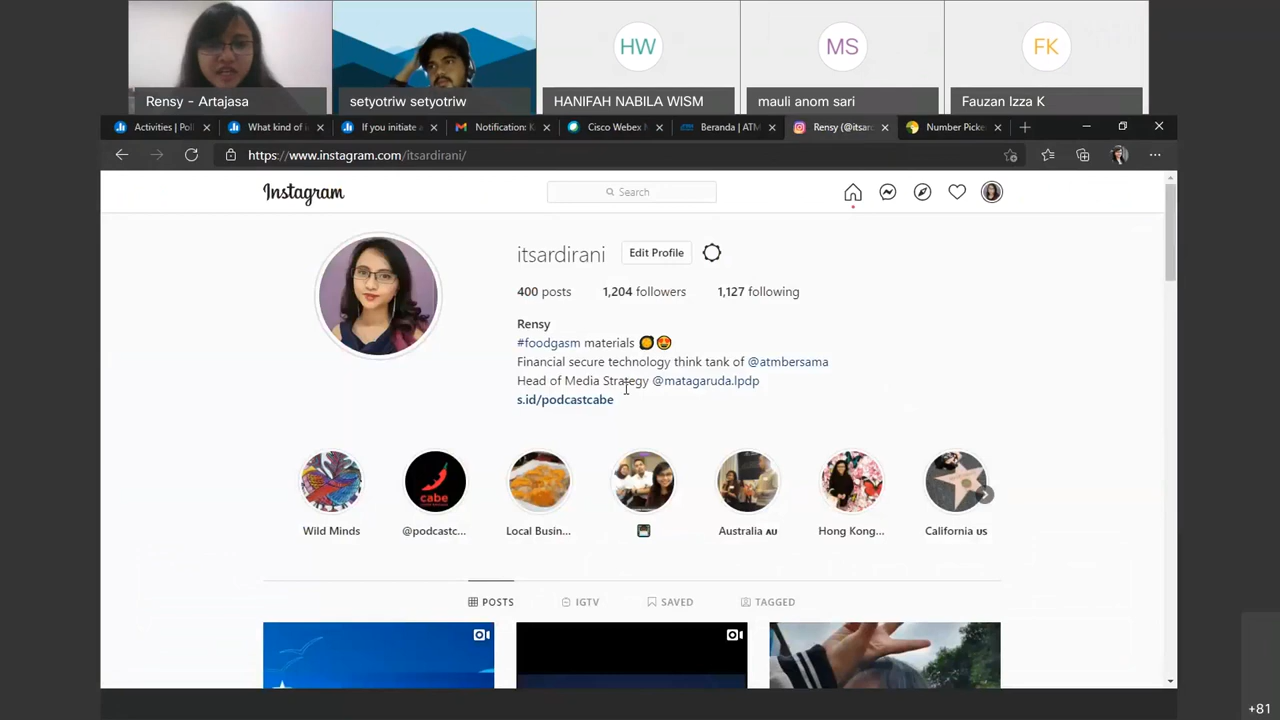 HW
MS
FK
Rensy - Artajasa
setyotriw setyotriw
HANIFAH NABILA WISM
mauli anom sari
Fauzan Izza K
Activities | Poll
What kind of i
If you initiate a
Notification: K
Cisco Webex M
Beranda | ATM
Rensy (@itsar
Number Picke
https://www.instagram.com/itsardirani/
Instagram
Search
itsardirani
Edit Profile
400 posts
1,204 followers
1,127 following
Rensy
#foodgasm materials 🥘🤩
Financial secure technology think tank of @atmbersama
Head of Media Strategy @matagaruda.lpdp
s.id/podcastcabe
cabe
Wild Minds
@podcastc...
Local Busin...
Australia AU
Hong Kong...
California US
POSTS
IGTV
SAVED
TAGGED
+81